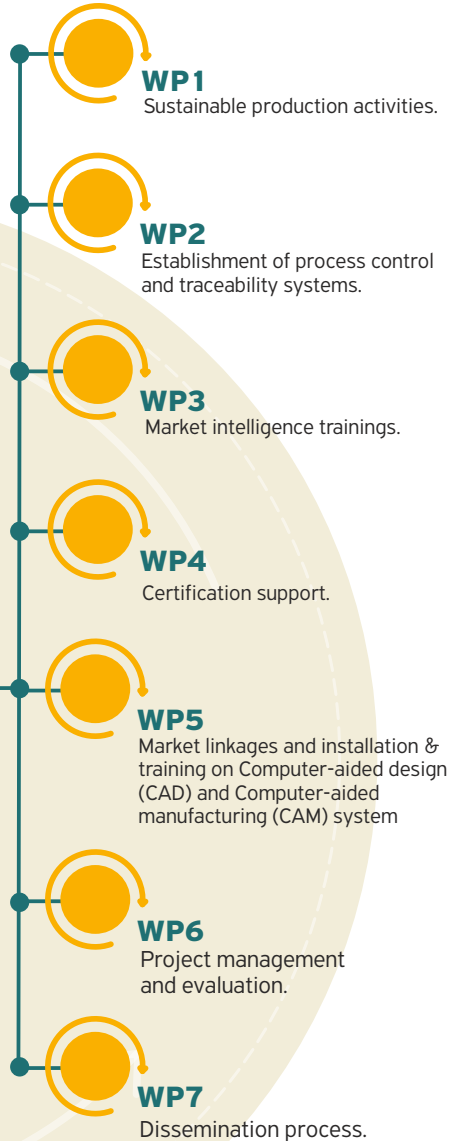 WP1
Sustainable production activities.
WP2
Establishment of process control
and traceability systems.
WP3
Market intelligence trainings.
WP4
Certification support.
WP5
Market linkages and installation &
training on Computer-aided design
(CAD) and Computer-aided
manufacturing (CAM) system
WP6
Project management
and evaluation.
WP7
Dissemination process.